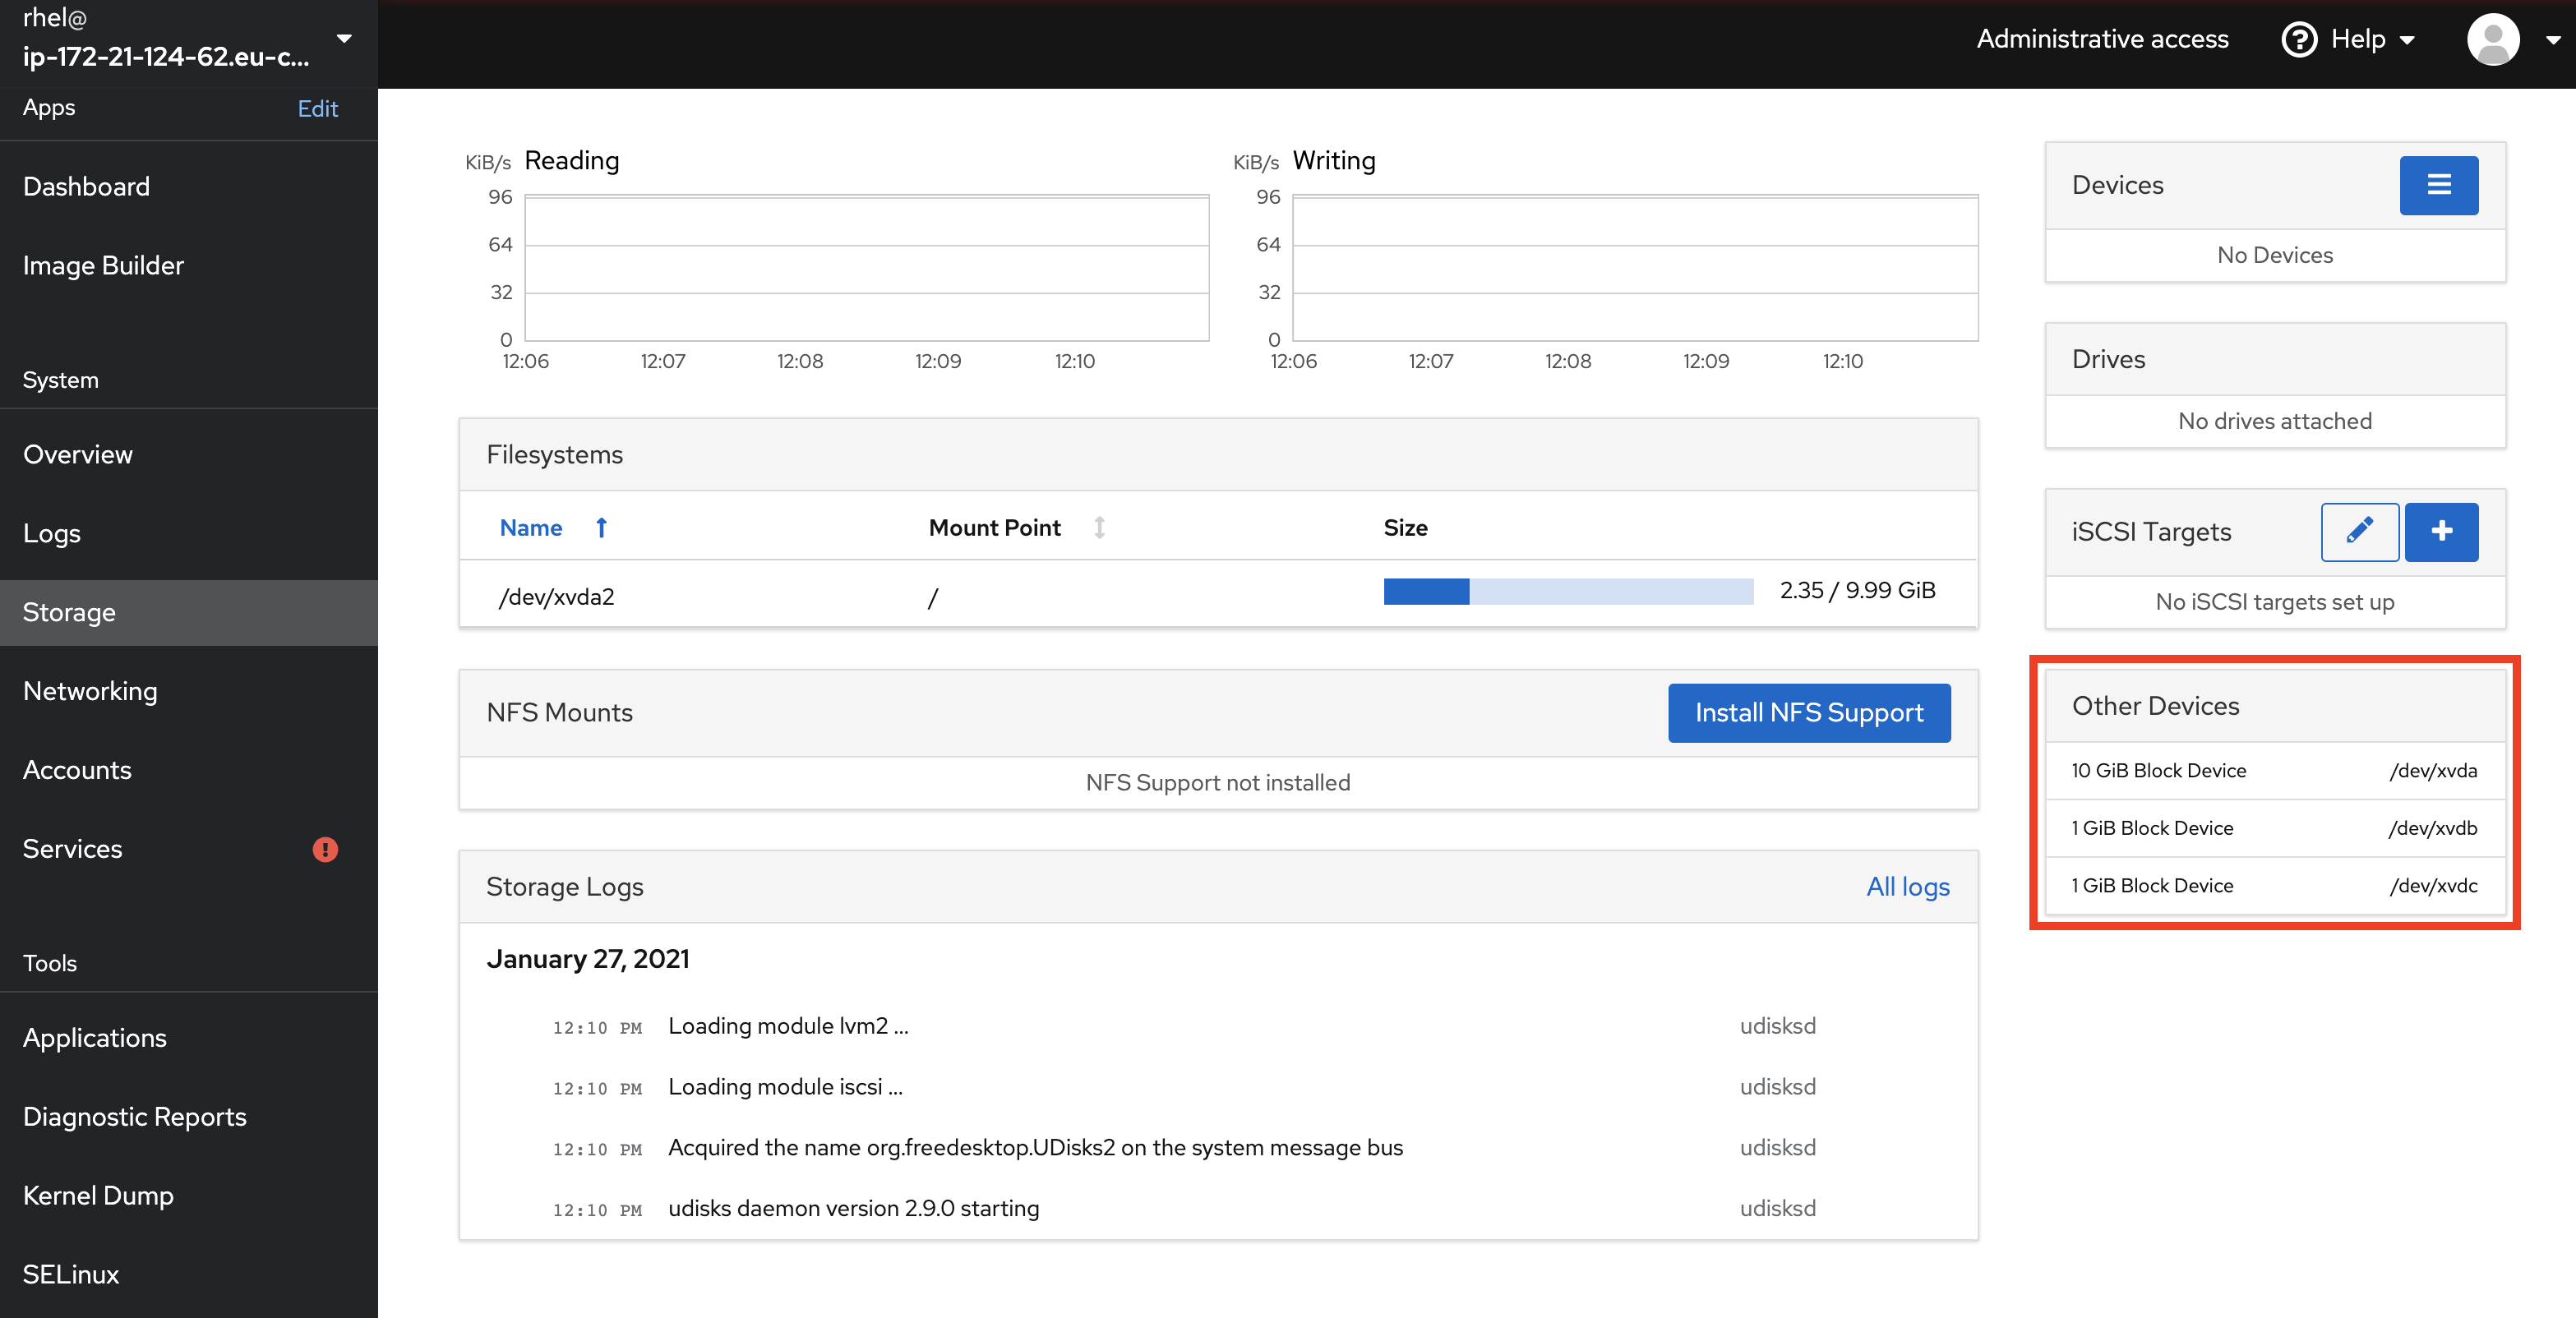 rhel@
ip-172-21-124-62.eu-c...
Administrative access
Help
Apps Edit
Dashboard
Image Builder
System
Overview
Logs
Storage
Networking
Accounts
Services
Tools
Applications
Diagnostic Reports
Kernel Dump
SELinux
KiB/s Reading
96
64
32
0
12:06 12:07 12:08 12:09 12:10
KiB/s Writing
96
64
32
0
12:06 12:07 12:08 12:09 12:10
Filesystems
Name Mount Point Size
/dev/xvda2 / 2.35 / 9.99 GiB
NFS Mounts Install NFS Support
NFS Support not installed
Storage Logs All logs
January 27, 2021
12:10 PM Loading module lvm2 ... udisksd
12:10 PM Loading module iscsi ... udisksd
12:10 PM Acquired the name org.freedesktop.UDisks2 on the system message bus udisksd
12:10 PM udisks daemon version 2.9.0 starting udisksd
Devices
No Devices
Drives
No drives attached
iSCSI Targets
No iSCSI targets set up
Other Devices
10 GiB Block Device /dev/xvda
1 GiB Block Device /dev/xvdb
1 GiB Block Device /dev/xvdc